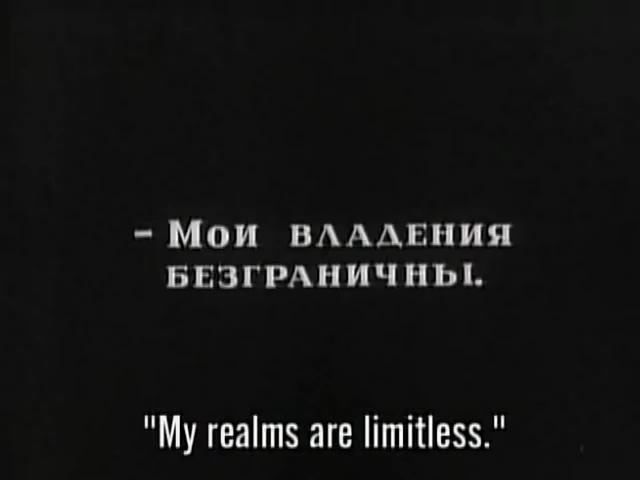 - Мои владения
безграничны.
"My realms are limitless."